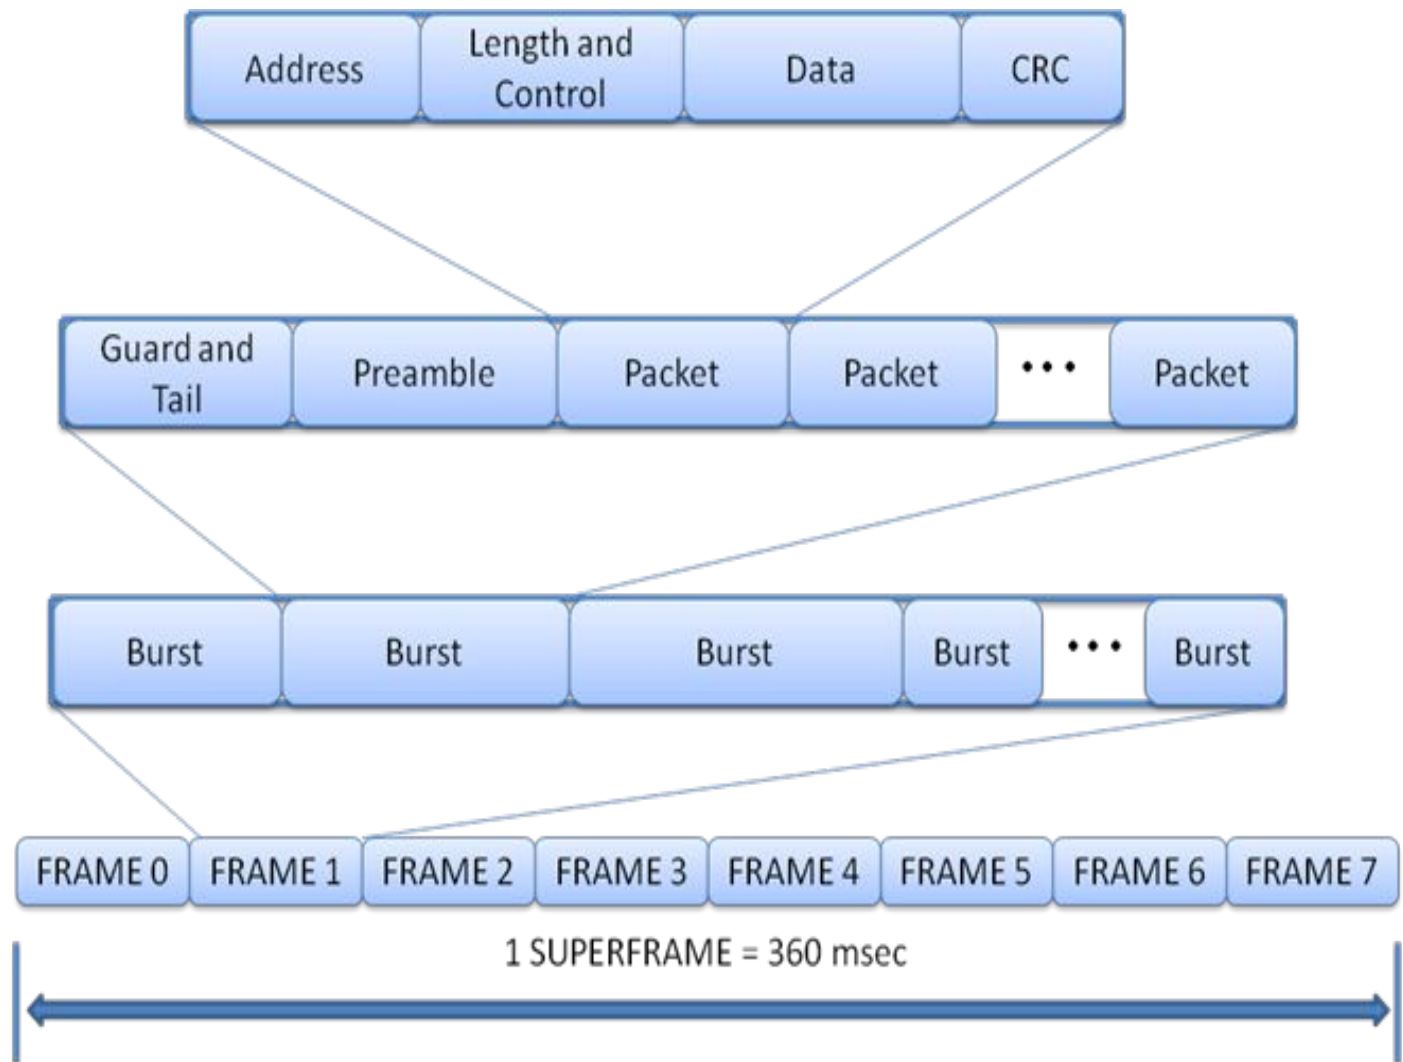 Address
Length and
Control
Data
CRC
Guard and
Tail
Preamble
Packet
Packet
•••
Packet
Burst
Burst
Burst
Burst
•••
Burst
FRAME 0
FRAME 1
FRAME 2
FRAME 3
FRAME 4
FRAME 5
FRAME 6
FRAME 7
1 SUPERFRAME = 360 msec